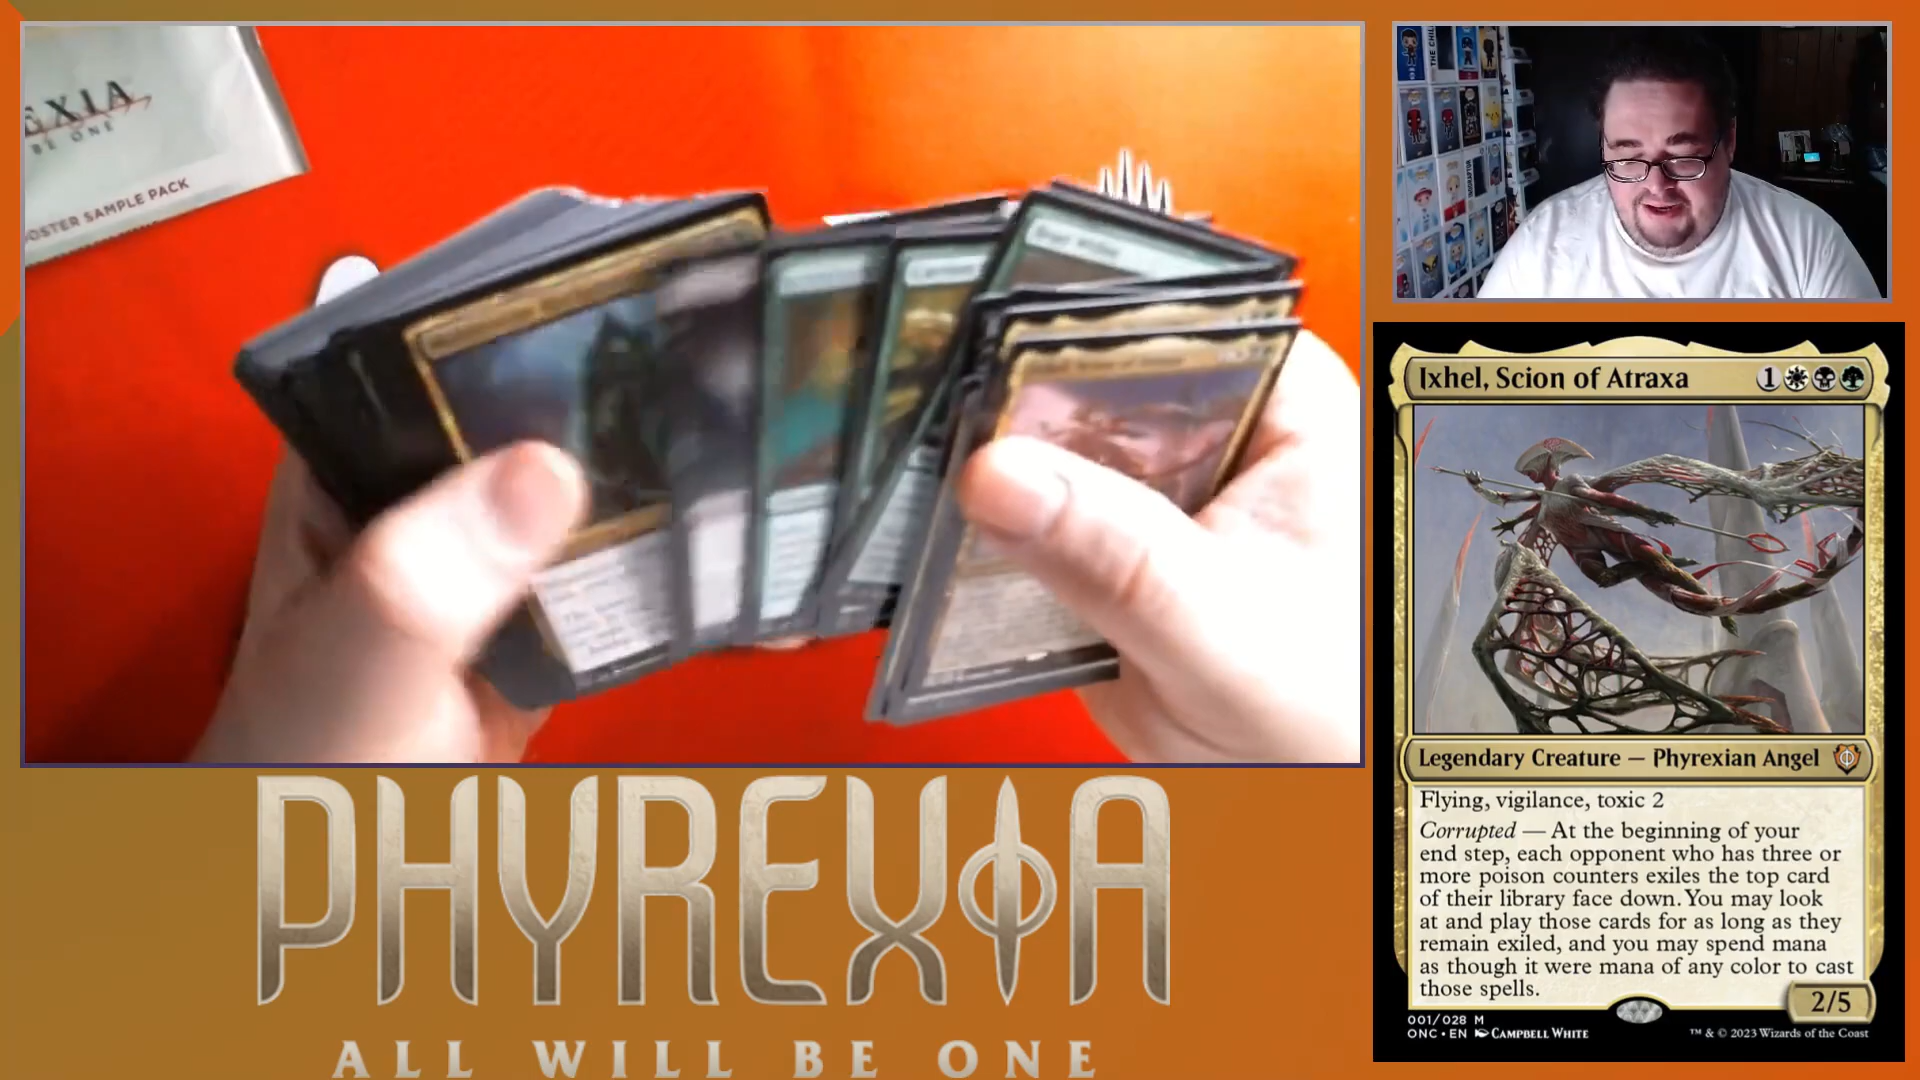 EXIA
BE ONE
OSTER SAMPLE PACK
THE CHIL
PHYREXIA
ALL WILL BE ONE
Ixhel, Scion of Atraxa 1
Legendary Creature — Phyrexian Angel
Flying, vigilance, toxic 2
Corrupted — At the beginning of your
end step, each opponent who has three or
more poison counters exiles the top card
of their library face down. You may look
at and play those cards for as long as they
remain exiled, and you may spend mana
as though it were mana of any color to cast
those spells.
2/5
001/028 M
ONC • EN CAMPBELL WHITE
™ & © 2023 Wizards of the Coast